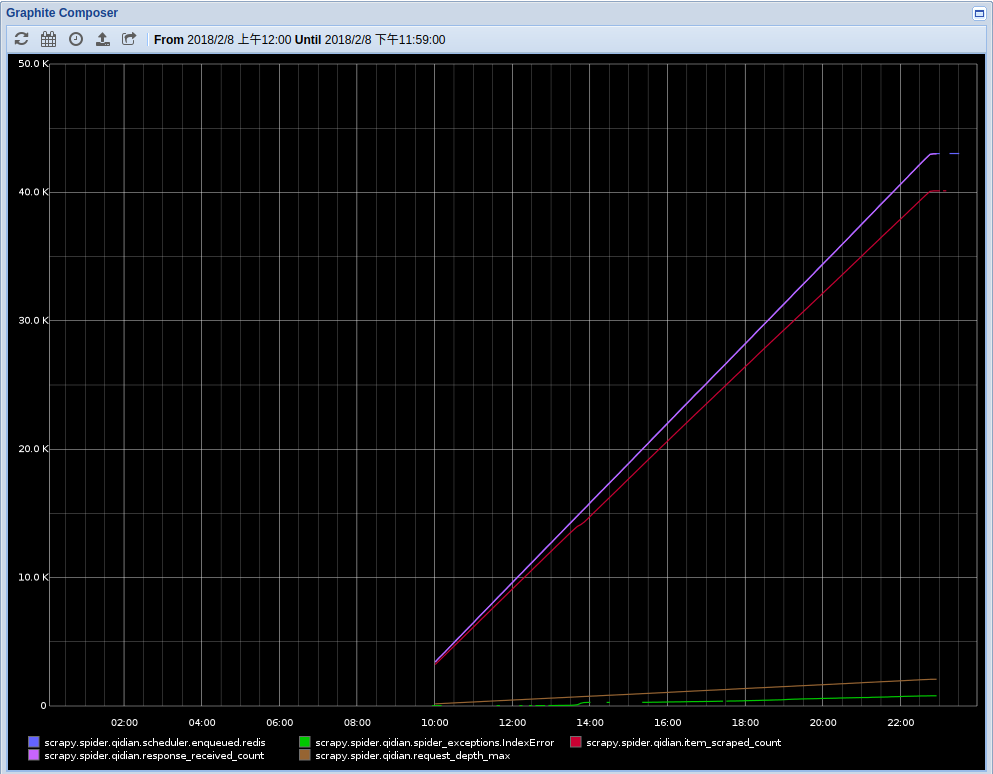 Graphite Composer
From 2018/2/8 上午12:00 Until 2018/2/8 下午11:59:00
50.0 K
40.0 K
30.0 K
20.0 K
10.0 K
0
02:00 04:00 06:00 08:00 10:00 12:00 14:00 16:00 18:00 20:00 22:00
scrapy.spider.qidian.scheduler.enqueued.redis scrapy.spider.qidian.spider_exceptions.IndexError scrapy.spider.qidian.item_scraped_count
scrapy.spider.qidian.response_received_count scrapy.spider.qidian.request_depth_max